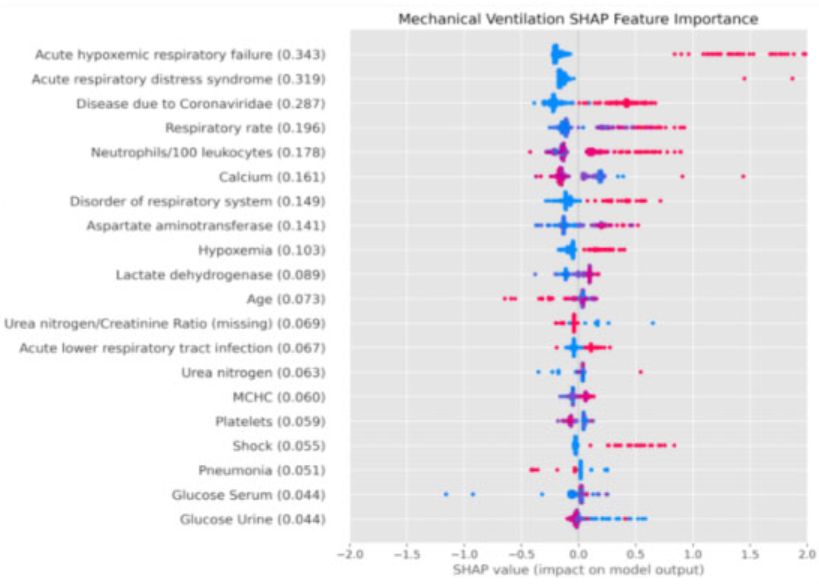 Mechanical Ventilation SHAP Feature Importance
Acute hypoxemic respiratory failure (0.343)
Acute respiratory distress syndrome (0.319)
Disease due to Coronaviridae (0.287)
Respiratory rate (0.196)
Neutrophils/100 leukocytes (0.178)
Calcium (0.161)
Disorder of respiratory system (0.149)
Aspartate aminotransferase (0.141)
Hypoxemia (0.103)
Lactate dehydrogenase (0.089)
Age (0.073)
Urea nitrogen/Creatinine Ratio (missing) (0.069)
Acute lower respiratory tract infection (0.067)
Urea nitrogen (0.063)
MCHC (0.060)
Platelets (0.059)
Shock (0.055)
Pneumonia (0.051)
Glucose Serum (0.044)
Glucose Urine (0.044)
−2.0 −1.5 −1.0 −0.5 0.0 0.5 1.0 1.5 2.0
SHAP value (impact on model output)